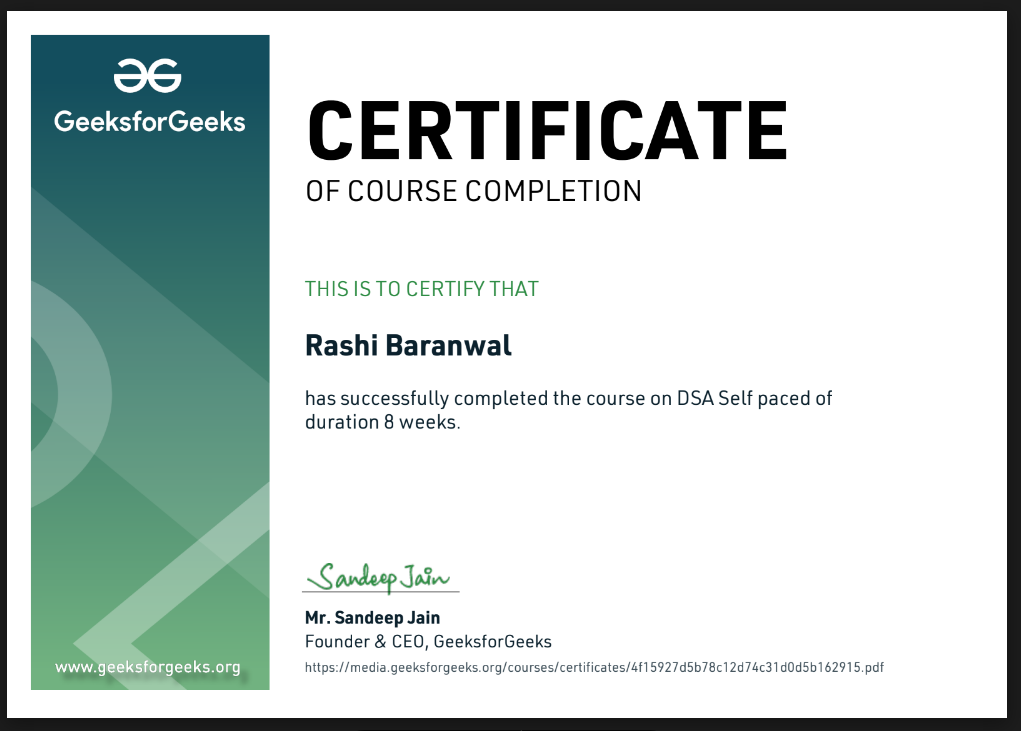 GeeksforGeeks
CERTIFICATE
OF COURSE COMPLETION
THIS IS TO CERTIFY THAT
Rashi Baranwal
has successfully completed the course on DSA Self paced of
duration 8 weeks.
Sandeep Jain
Mr. Sandeep Jain
Founder & CEO, GeeksforGeeks
https://media.geeksforgeeks.org/courses/certificates/4f15927d5b78c12d74c31d0d5b162915.pdf
www.geeksforgeeks.org